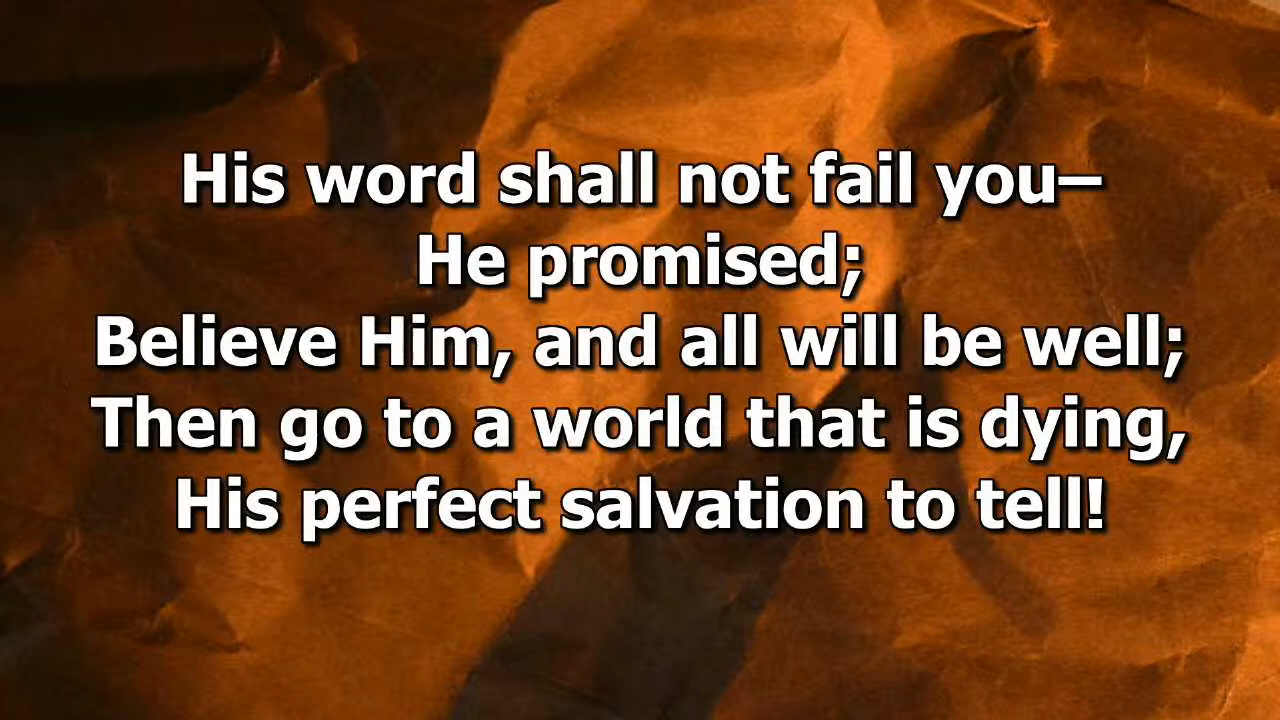 His word shall not fail you–
He promised;
Believe Him, and all will be well;
Then go to a world that is dying,
His perfect salvation to tell!